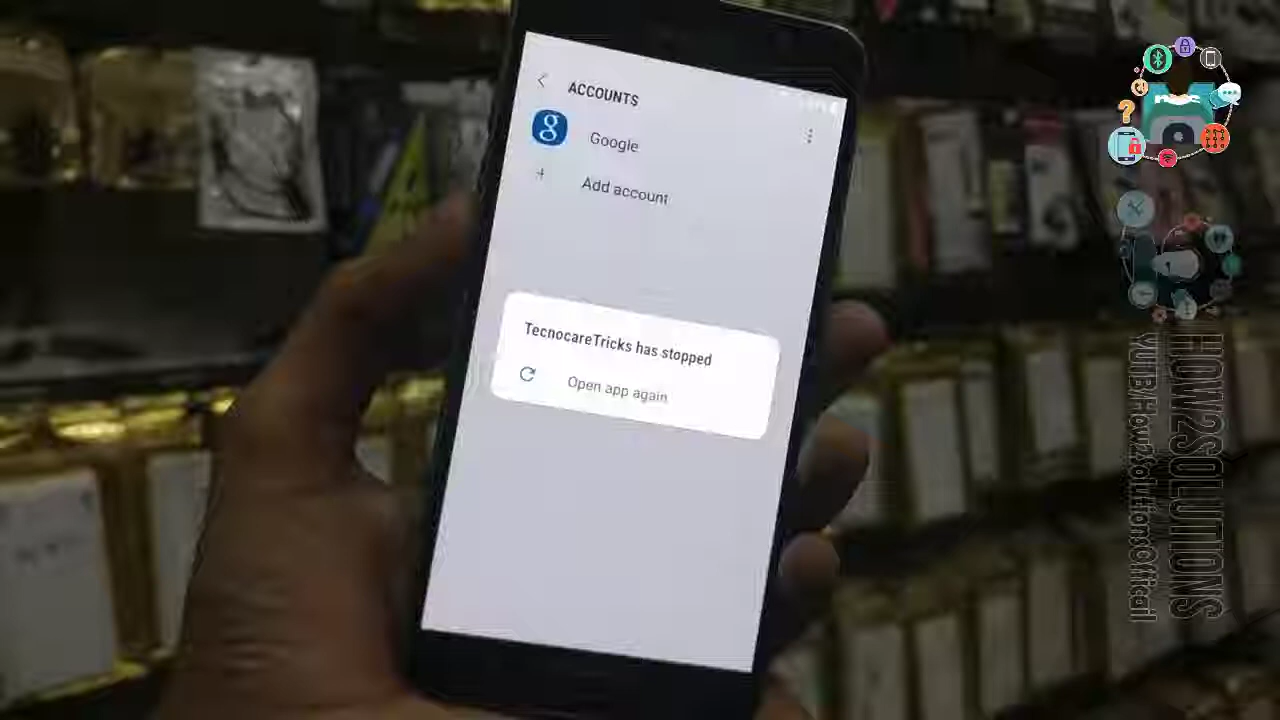 ACCOUNTS
Google
Add account
TecnocareTricks has stopped
Open app again
HOW2SOLUTIONS